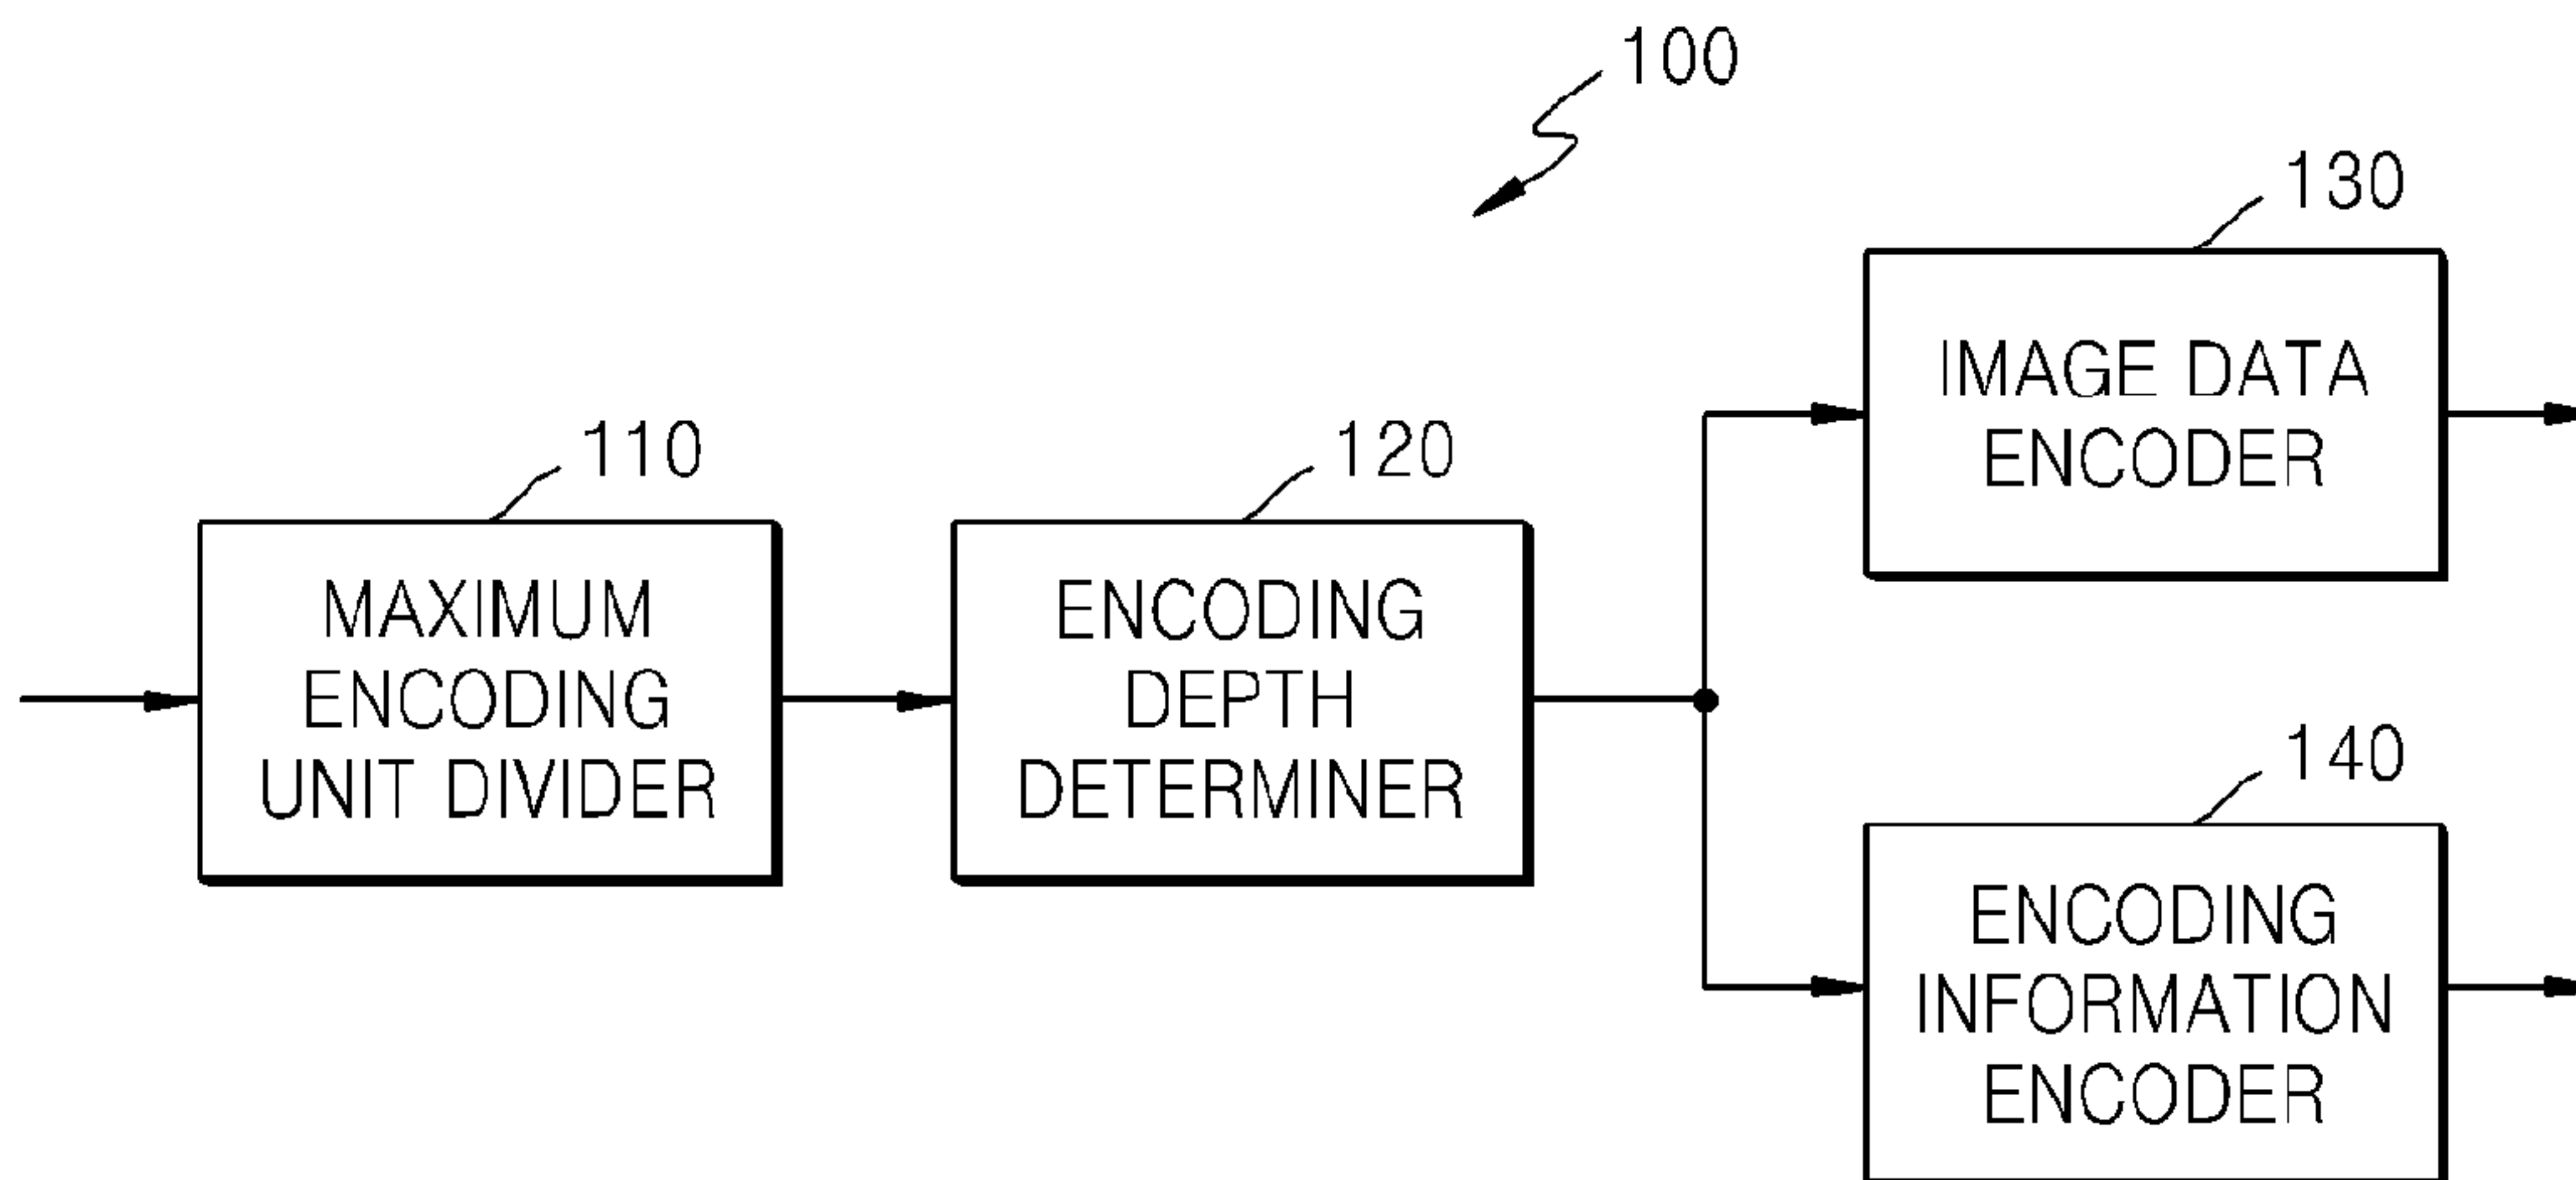 100
110
MAXIMUM
ENCODING
UNIT DIVIDER
120
ENCODING
DEPTH
DETERMINER
130
IMAGE DATA
ENCODER
140
ENCODING
INFORMATION
ENCODER